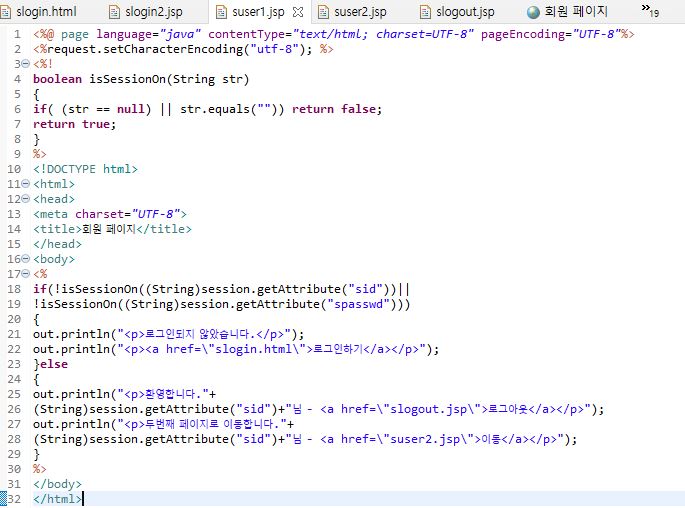 slogin.html slogin2.jsp suser1.jsp suser2.jsp slogout.jsp 회원 페이지 »19
1 <%@ page language="java" contentType="text/html; charset=UTF-8" pageEncoding="UTF-8"%>
2 <%request.setCharacterEncoding("utf-8"); %>
3 <%!
4 boolean isSessionOn(String str)
5 {
6 if( (str == null) || str.equals("")) return false;
7 return true;
8 }
9 %>
10 <!DOCTYPE html>
11 <html>
12 <head>
13 <meta charset="UTF-8">
14 <title>회원 페이지</title>
15 </head>
16 <body>
17 <%
18 if(!isSessionOn((String)session.getAttribute("sid"))||
19 !isSessionOn((String)session.getAttribute("spasswd")))
20 {
21 out.println("<p>로그인되지 않았습니다.</p>");
22 out.println("<p><a href=\"slogin.html\">로그인하기</a></p>");
23 }else
24 {
25 out.println("<p>환영합니다."+
26 (String)session.getAttribute("sid")+"님 - <a href=\"slogout.jsp\">로그아웃</a></p>");
27 out.println("<p>두번째 페이지로 이동합니다."+
28 (String)session.getAttribute("sid")+"님 - <a href=\"suser2.jsp\">이동</a></p>");
29 }
30 %>
31 </body>
32 </html>